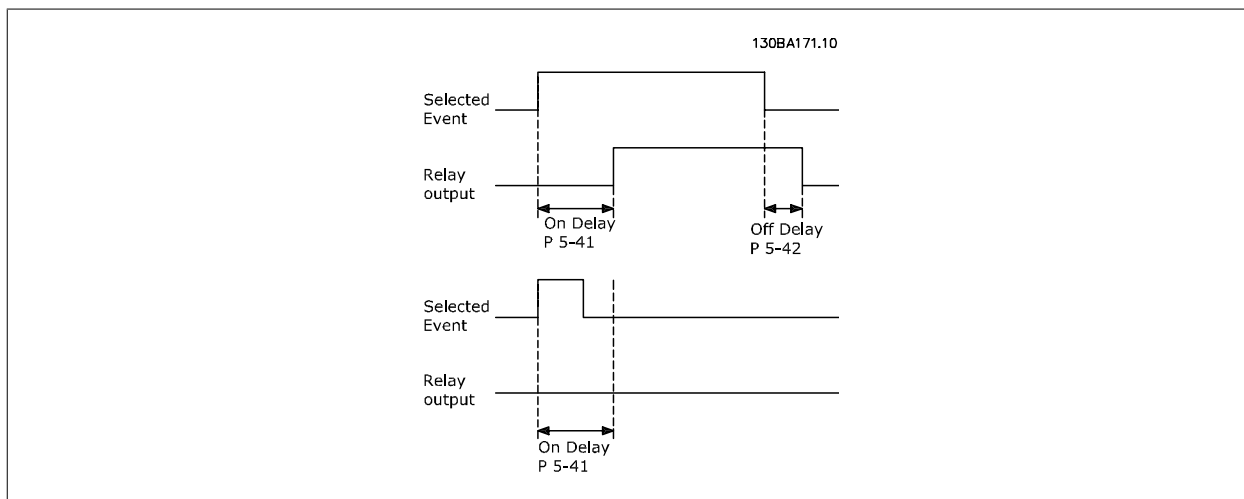 130BA171.10
Selected
Event
Relay
output
On Delay
P 5-41
Off Delay
P 5-42
Selected
Event
Relay
output
On Delay
P 5-41